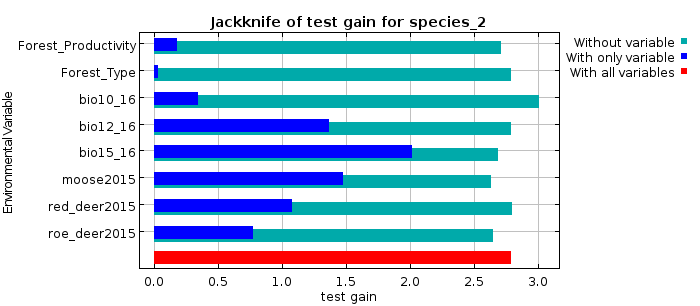 Jackknife of test gain for species_2
Environmental Variable
Forest_Productivity
Forest_Type
bio10_16
bio12_16
bio15_16
moose2015
red_deer2015
roe_deer2015
0.0 0.5 1.0 1.5 2.0 2.5 3.0
test gain
Without variable
With only variable
With all variables